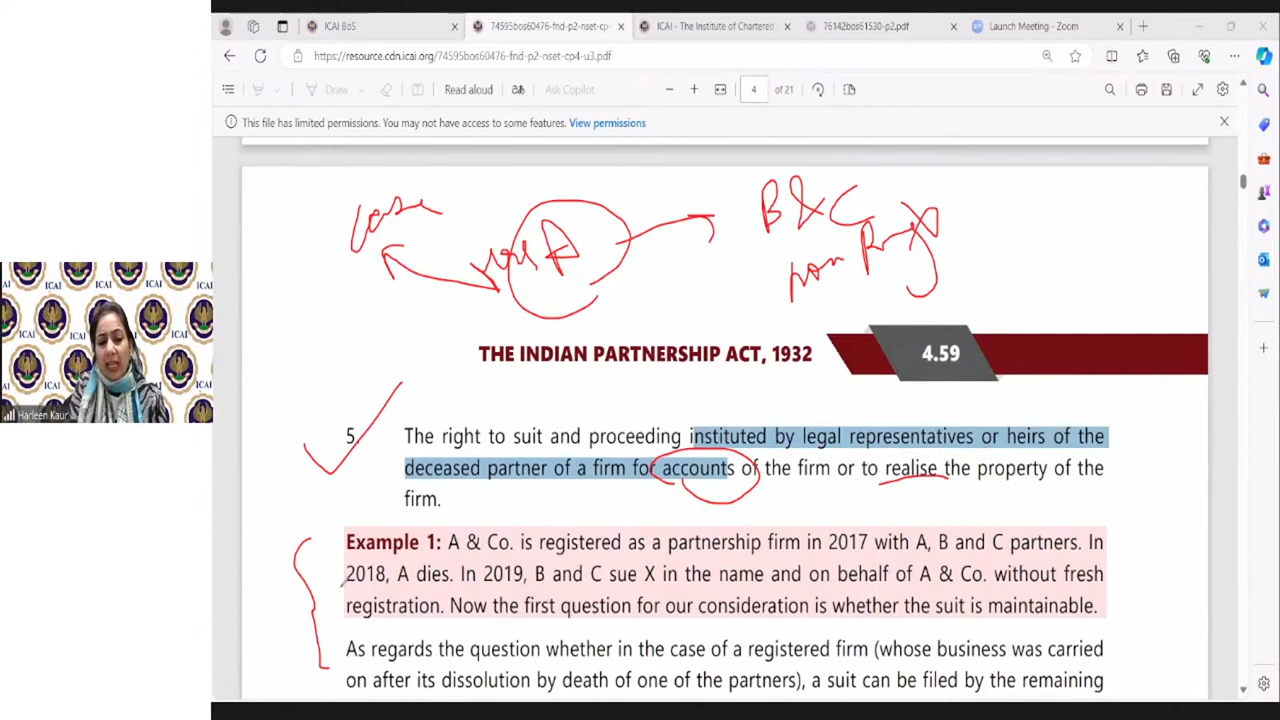 ICAI BoS
74595bos60476-fnd-p2-nset-cp
ICAI - The Institute of Chartered
76142bos61530-p2.pdf
Launch Meeting - Zoom
https://resource.cdn.icai.org/74595bos60476-fnd-p2-nset-cp4-u3.pdf
Draw
Read aloud
Ask Copilot
4 of 21
This file has limited permissions. You may not have access to some features. View permissions
case
A
B & C
non
THE INDIAN PARTNERSHIP ACT, 1932
4.59
5. The right to suit and proceeding instituted by legal representatives or heirs of the
deceased partner of a firm for accounts of the firm or to realise the property of the
firm.
Example 1: A & Co. is registered as a partnership firm in 2017 with A, B and C partners. In
2018, A dies. In 2019, B and C sue X in the name and on behalf of A & Co. without fresh
registration. Now the first question for our consideration is whether the suit is maintainable.
As regards the question whether in the case of a registered firm (whose business was carried
on after its dissolution by death of one of the partners), a suit can be filed by the remaining
ICAI
ICAI
Harleen Kaur